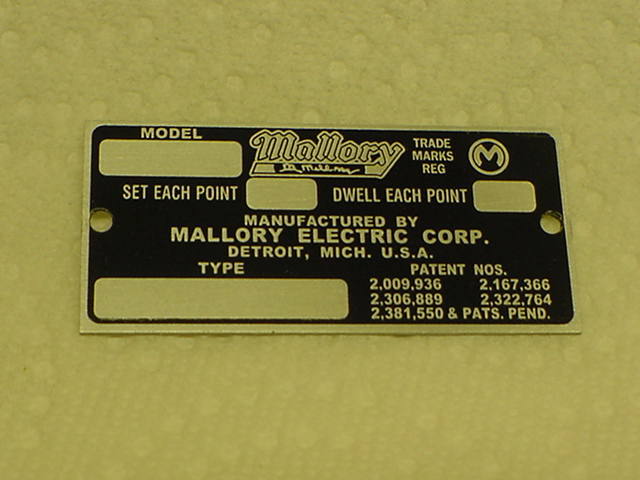 MODEL
Mallory
TRADE
MARKS
REG
M
SET EACH POINT
DWELL EACH POINT
MANUFACTURED BY
MALLORY ELECTRIC CORP.
DETROIT, MICH. U.S.A.
TYPE
PATENT NOS.
2,009,936 2,167,366
2,306,889 2,322,764
2,381,550 & PATS. PEND.